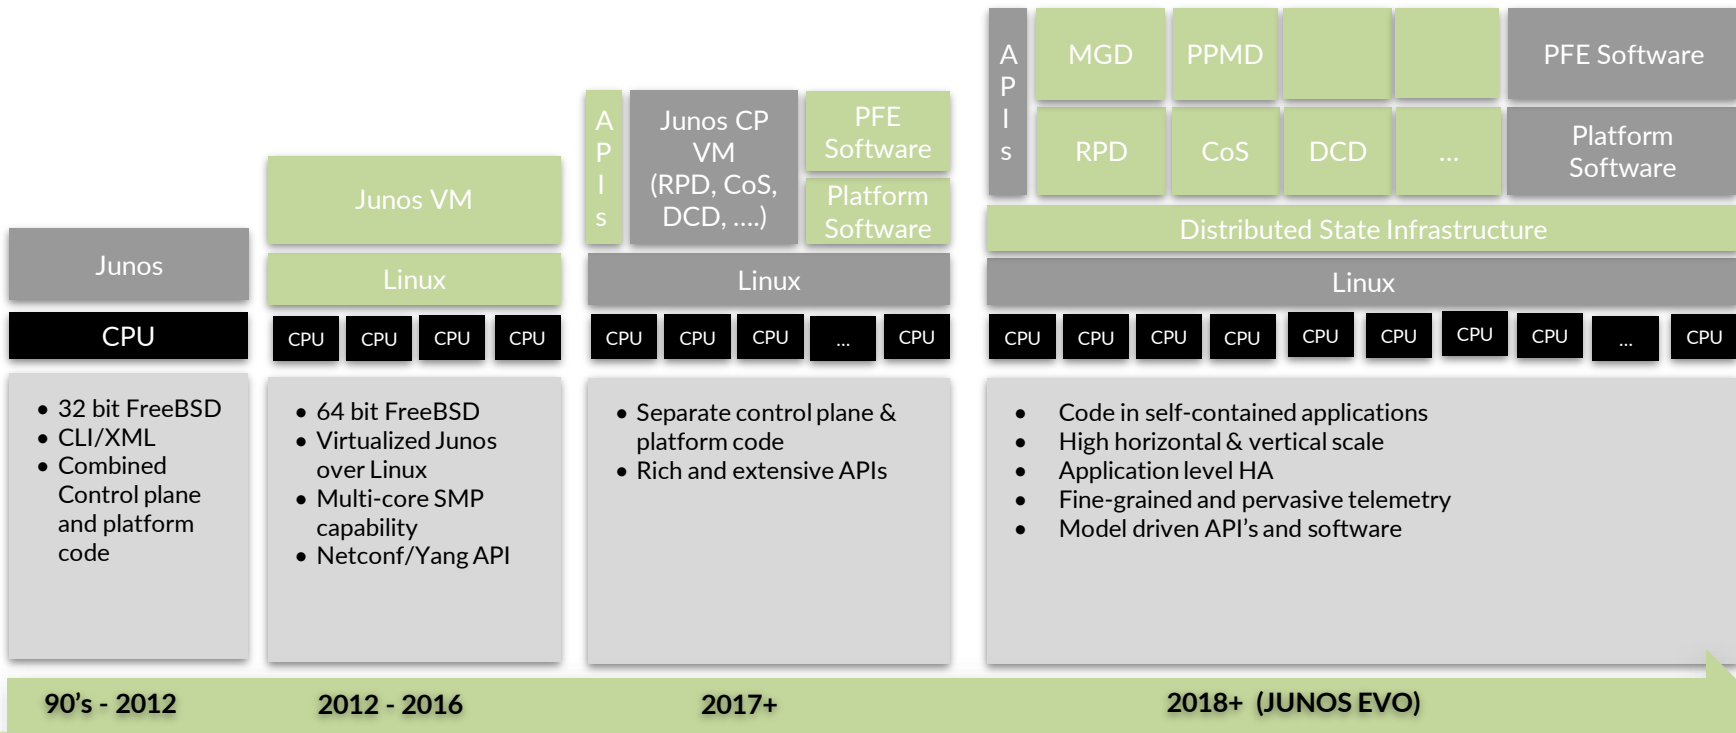 Junos
CPU
• 32 bit FreeBSD
• CLI/XML
• Combined
Control plane
and platform
code
90's - 2012
Junos VM
Linux
CPU CPU CPU CPU
• 64 bit FreeBSD
• Virtualized Junos
over Linux
• Multi-core SMP
capability
• Netconf/Yang API
2012 - 2016
A
P
I
s
Junos CP
VM
(RPD, CoS,
DCD, ....)
PFE
Software
Platform
Software
Linux
CPU CPU CPU ... CPU
• Separate control plane &
platform code
• Rich and extensive APIs
2017+
A
P
I
s
MGD PPMD
PFE Software
RPD CoS DCD ...
Platform
Software
Distributed State Infrastructure
Linux
CPU CPU CPU CPU CPU CPU CPU CPU ... CPU
• Code in self-contained applications
• High horizontal & vertical scale
• Application level HA
• Fine-grained and pervasive telemetry
• Model driven API's and software
2018+ (JUNOS EVO)